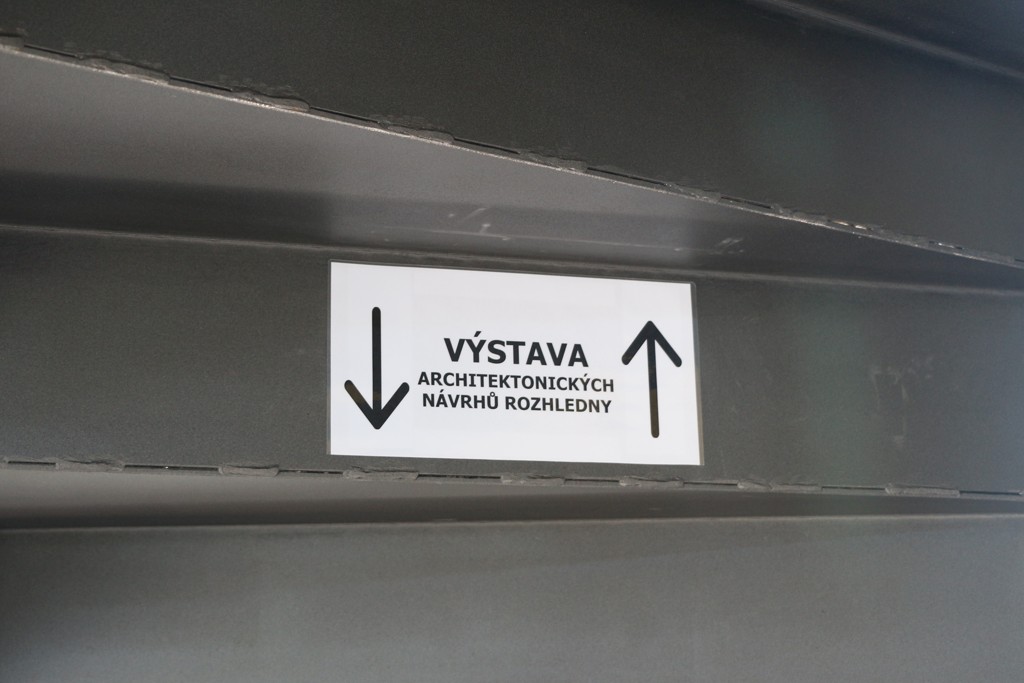 VÝSTAVA
ARCHITEKTONICKÝCH
NÁVRHŮ ROZHLEDNY